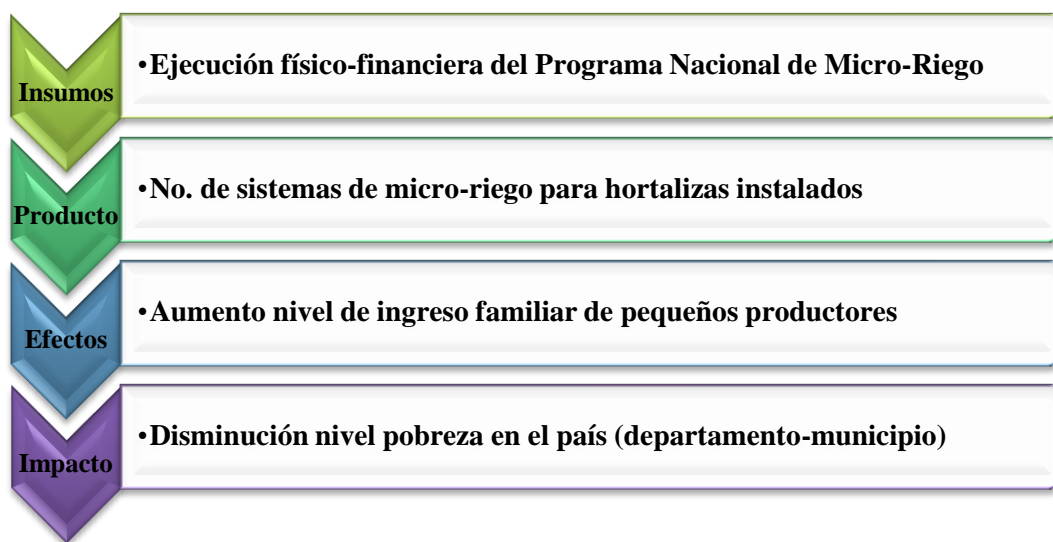 Insumos
•Ejecución físico-financiera del Programa Nacional de Micro-Riego
Producto
•No. de sistemas de micro-riego para hortalizas instalados
Efectos
•Aumento nivel de ingreso familiar de pequeños productores
Impacto
•Disminución nivel pobreza en el país (departamento-municipio)